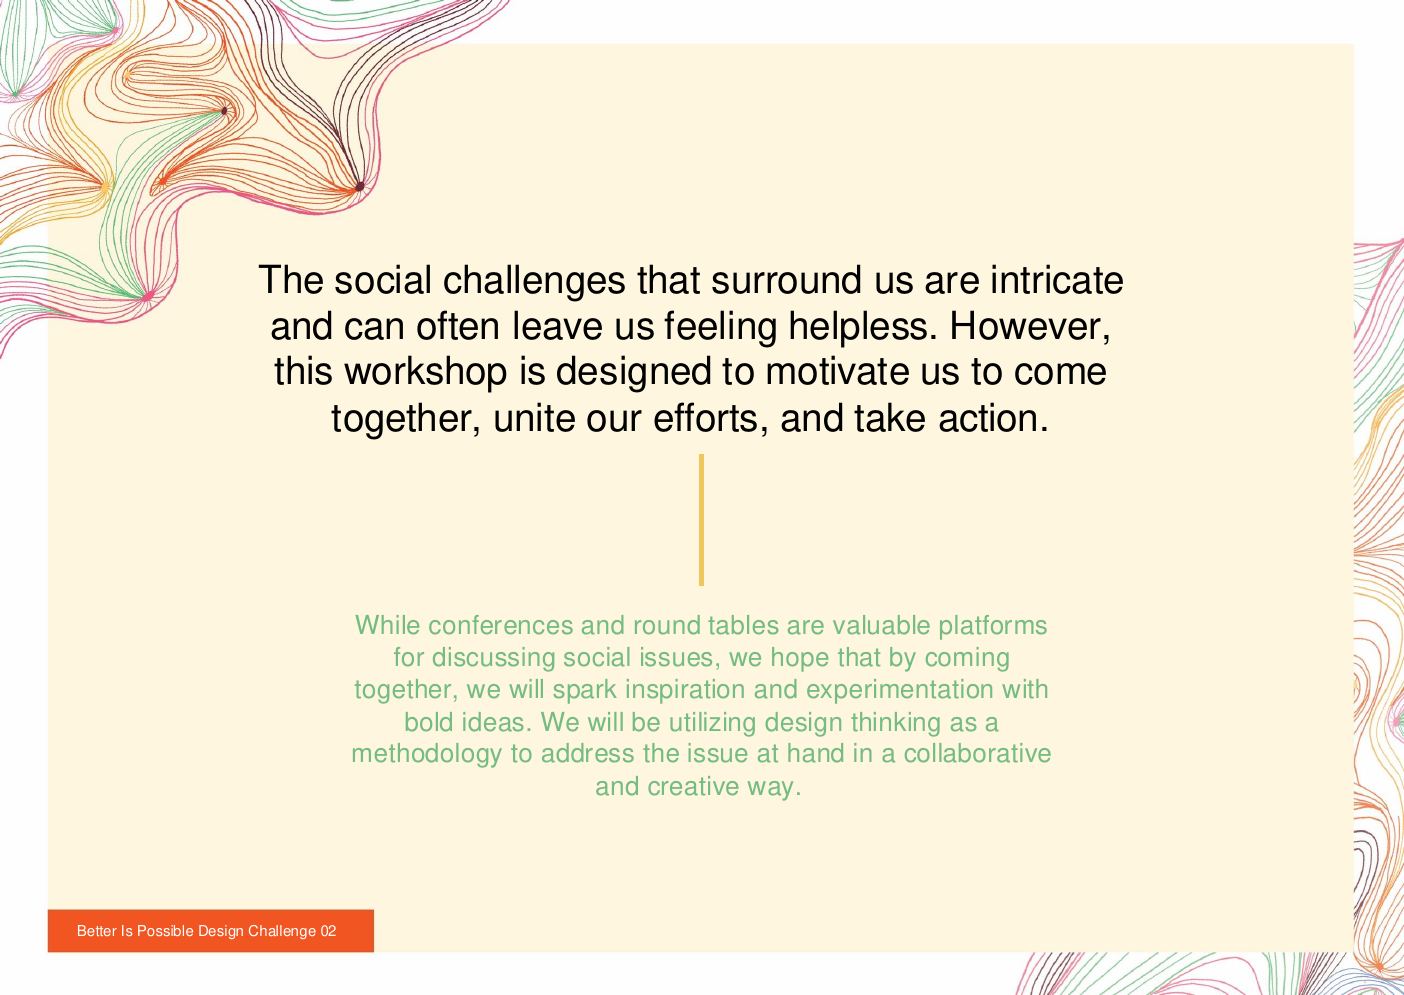 The social challenges that surround us are intricate
and can often leave us feeling helpless. However,
this workshop is designed to motivate us to come
together, unite our efforts, and take action.
While conferences and round tables are valuable platforms
for discussing social issues, we hope that by coming
together, we will spark inspiration and experimentation with
bold ideas. We will be utilizing design thinking as a
methodology to address the issue at hand in a collaborative
and creative way.
Better Is Possible Design Challenge 02